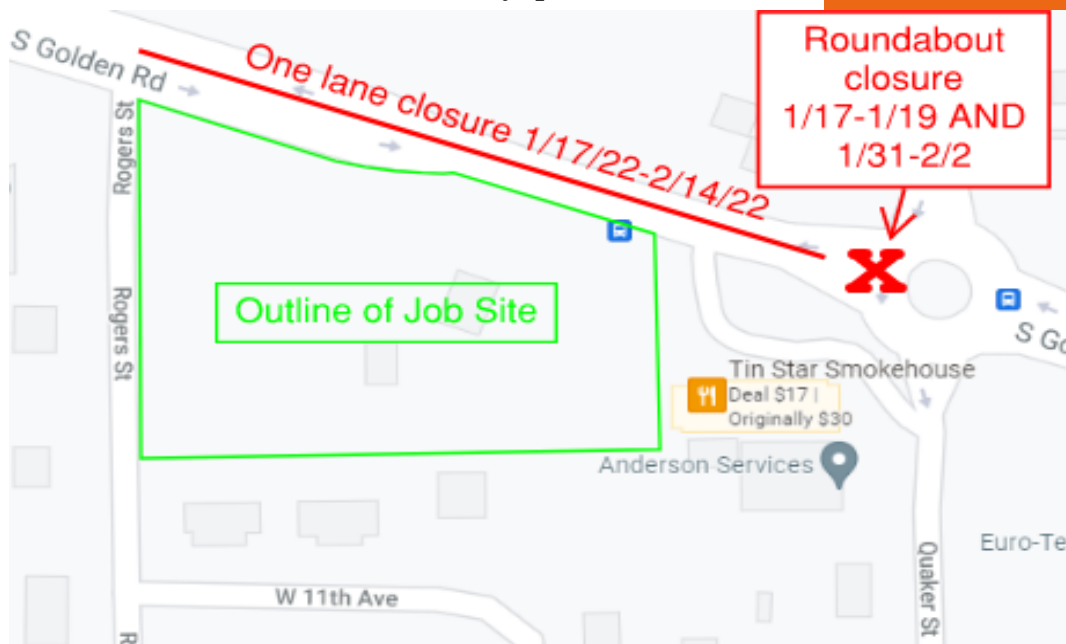 S Golden Rd
One lane closure 1/17/22-2/14/22
Roundabout
closure
1/17-1/19 AND
1/31-2/2
Rogers St
Rogers St
Outline of Job Site
S Go
Tin Star Smokehouse
Deal $17 |
Originally $30
Anderson Services
Euro-Te
Quaker St
W 11th Ave
R